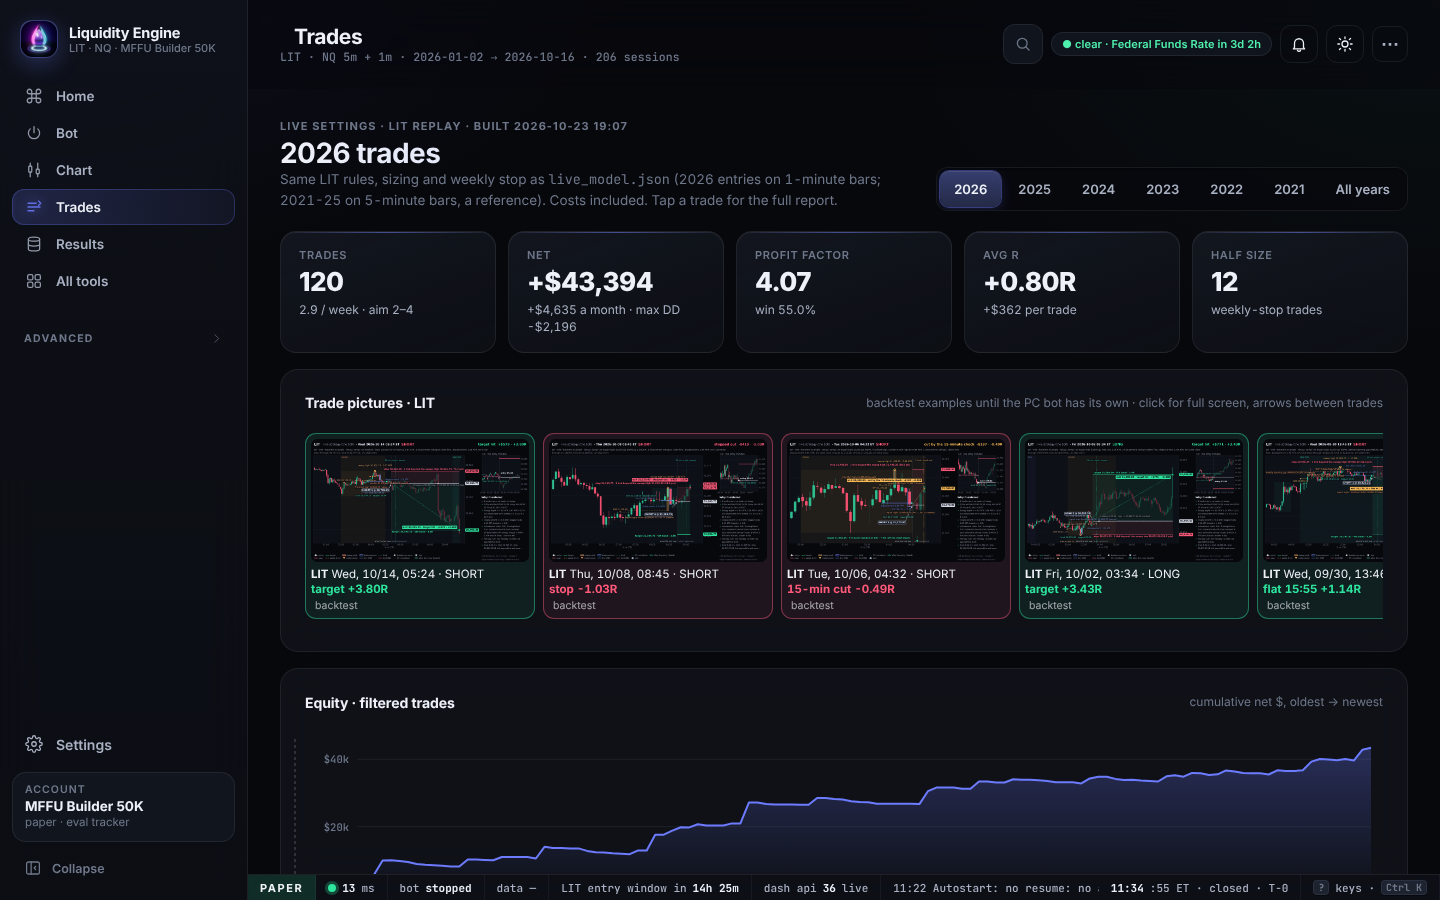 Liquidity Engine
LIT · NQ · MFFU Builder 50K
Home
Bot
Chart
Trades
Results
All tools
ADVANCED
Settings
ACCOUNT
MFFU Builder 50K
paper · eval tracker
Collapse
Trades
LIT · NQ 5m + 1m · 2026-01-02 → 2026-10-16 · 206 sessions
clear · Federal Funds Rate in 3d 2h
LIVE SETTINGS · LIT REPLAY · BUILT 2026-10-23 19:07
2026 trades
Same LIT rules, sizing and weekly stop as live_model.json (2026 entries on 1-minute bars;
2021-25 on 5-minute bars, a reference). Costs included. Tap a trade for the full report.
2026 2025 2024 2023 2022 2021 All years
TRADES
120
2.9 / week · aim 2–4
NET
+$43,394
+$4,635 a month · max DD
-$2,196
PROFIT FACTOR
4.07
win 55.0%
AVG R
+0.80R
+$362 per trade
HALF SIZE
12
weekly-stop trades
Trade pictures · LIT
backtest examples until the PC bot has its own · click for full screen, arrows between trades
LIT Wed, 10/14, 05:24 · SHORT
target +3.80R
backtest
LIT Thu, 10/08, 08:45 · SHORT
stop -1.03R
backtest
LIT Tue, 10/06, 04:32 · SHORT
15-min cut -0.49R
backtest
LIT Fri, 10/02, 03:34 · LONG
target +3.43R
backtest
LIT Wed, 09/30, 13:46
flat 15:55 +1.14R
backtest
Equity · filtered trades
cumulative net $, oldest → newest
$40k
$20k
PAPER
13 ms
bot stopped
data —
LIT entry window in 14h 25m
dash api 36 live
11:22 Autostart: no resume: no
11:34 :55 ET · closed · T-0
? keys · Ctrl K